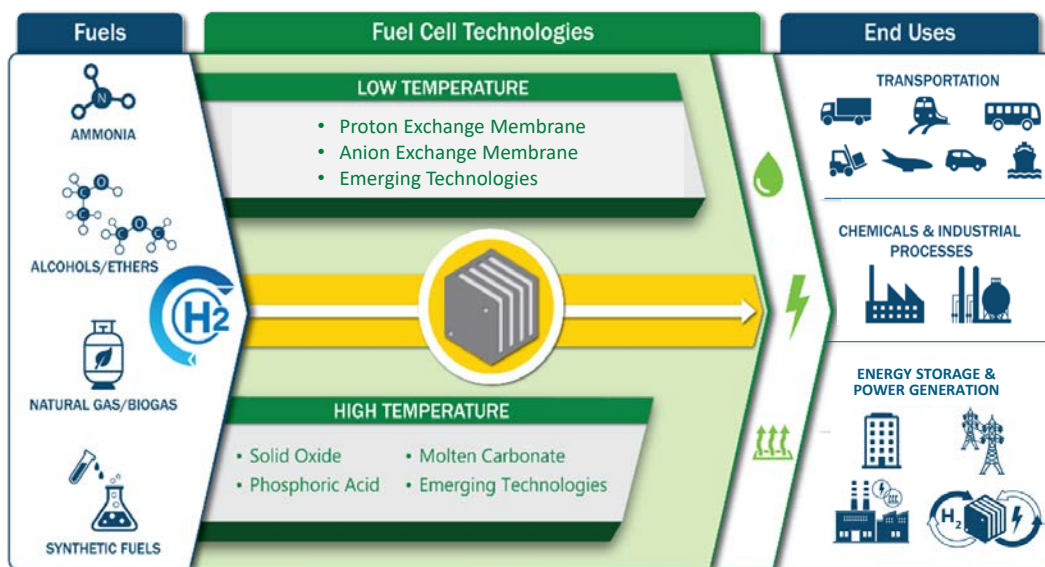 Fuels
Fuel Cell Technologies
End Uses
N
AMMONIA
C
O
C
C
O
C
ALCOHOLS/ETHERS
H2
NATURAL GAS/BIOGAS
SYNTHETIC FUELS
LOW TEMPERATURE
• Proton Exchange Membrane
• Anion Exchange Membrane
• Emerging Technologies
HIGH TEMPERATURE
• Solid Oxide
• Phosphoric Acid
• Molten Carbonate
• Emerging Technologies
TRANSPORTATION
CHEMICALS & INDUSTRIAL
PROCESSES
ENERGY STORAGE &
POWER GENERATION
H2